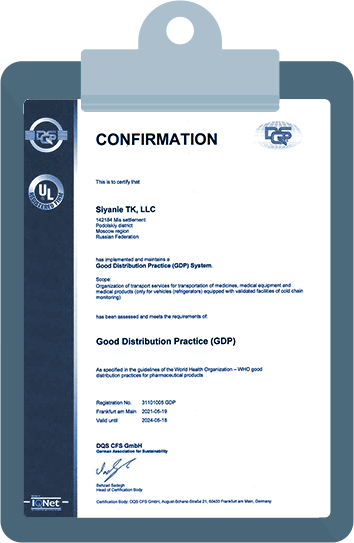 DQS
CONFIRMATION
DQS
UL
REGISTERED FIRM
This is to certify that
Siyanie TK, LLC
142184 Mis settlement
Podolskiy district
Moscow region
Russian Federation
has implemented and maintains a
Good Distribution Practice (GDP) System.
Scope:
Organization of transport services for transportation of medicines, medical equipment and
medical products (only for vehicles (refrigerators) equipped with validated facilities of cold chain
monitoring)
has been assessed and meets the requirements of:
Good Distribution Practice (GDP)
As specified in the guidelines of the World Health Organization – WHO good
distribution practices for pharmaceutical products
Registration No. 31101005 GDP
Frankfurt am Main 2021-05-19
Valid until 2024-05-18
DQS CFS GmbH
German Association for Sustainability
Head of Certification Body
IQNet
Certification Body: DQS CFS GmbH, August-Schanz-Straße 21, 60433 Frankfurt am Main, Germany